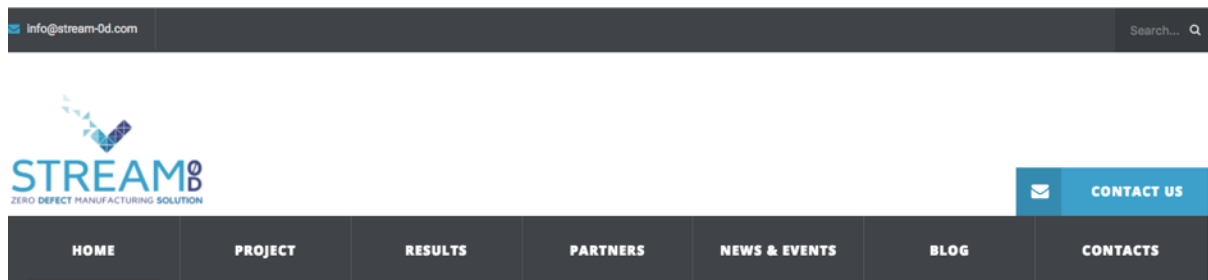 info@stream-0d.com
Search...
STREAM0D
ZERO DEFECT MANUFACTURING SOLUTION
CONTACT US
HOME PROJECT RESULTS PARTNERS NEWS & EVENTS BLOG CONTACTS